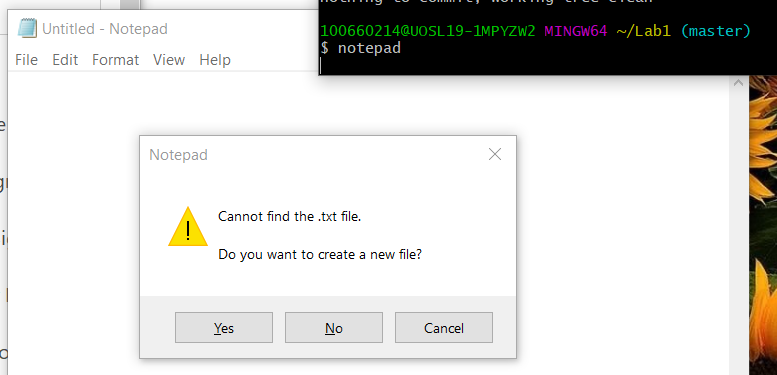 nothing to commit, working tree clean
100660214@UOSL19-1MPYZW2 MINGW64 ~/Lab1 (master)
$ notepad
Untitled - Notepad
File Edit Format View Help
Notepad
Cannot find the .txt file.
Do you want to create a new file?
Yes No Cancel